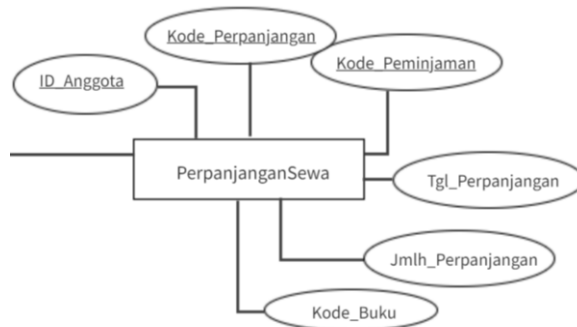 Kode_Perpanjangan
Kode_Peminjaman
ID_Anggota
PerpanjanganSewa
Tgl_Perpanjangan
Jmlh_Perpanjangan
Kode_Buku